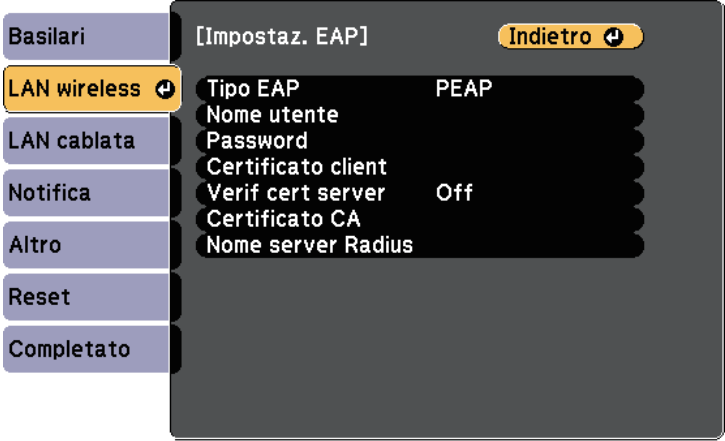 Basilari
LAN wireless
LAN cablata
Notifica
Altro
Reset
Completato
[Impostaz. EAP]
Indietro
Tipo EAP PEAP
Nome utente
Password
Certificato client
Verif cert server Off
Certificato CA
Nome server Radius